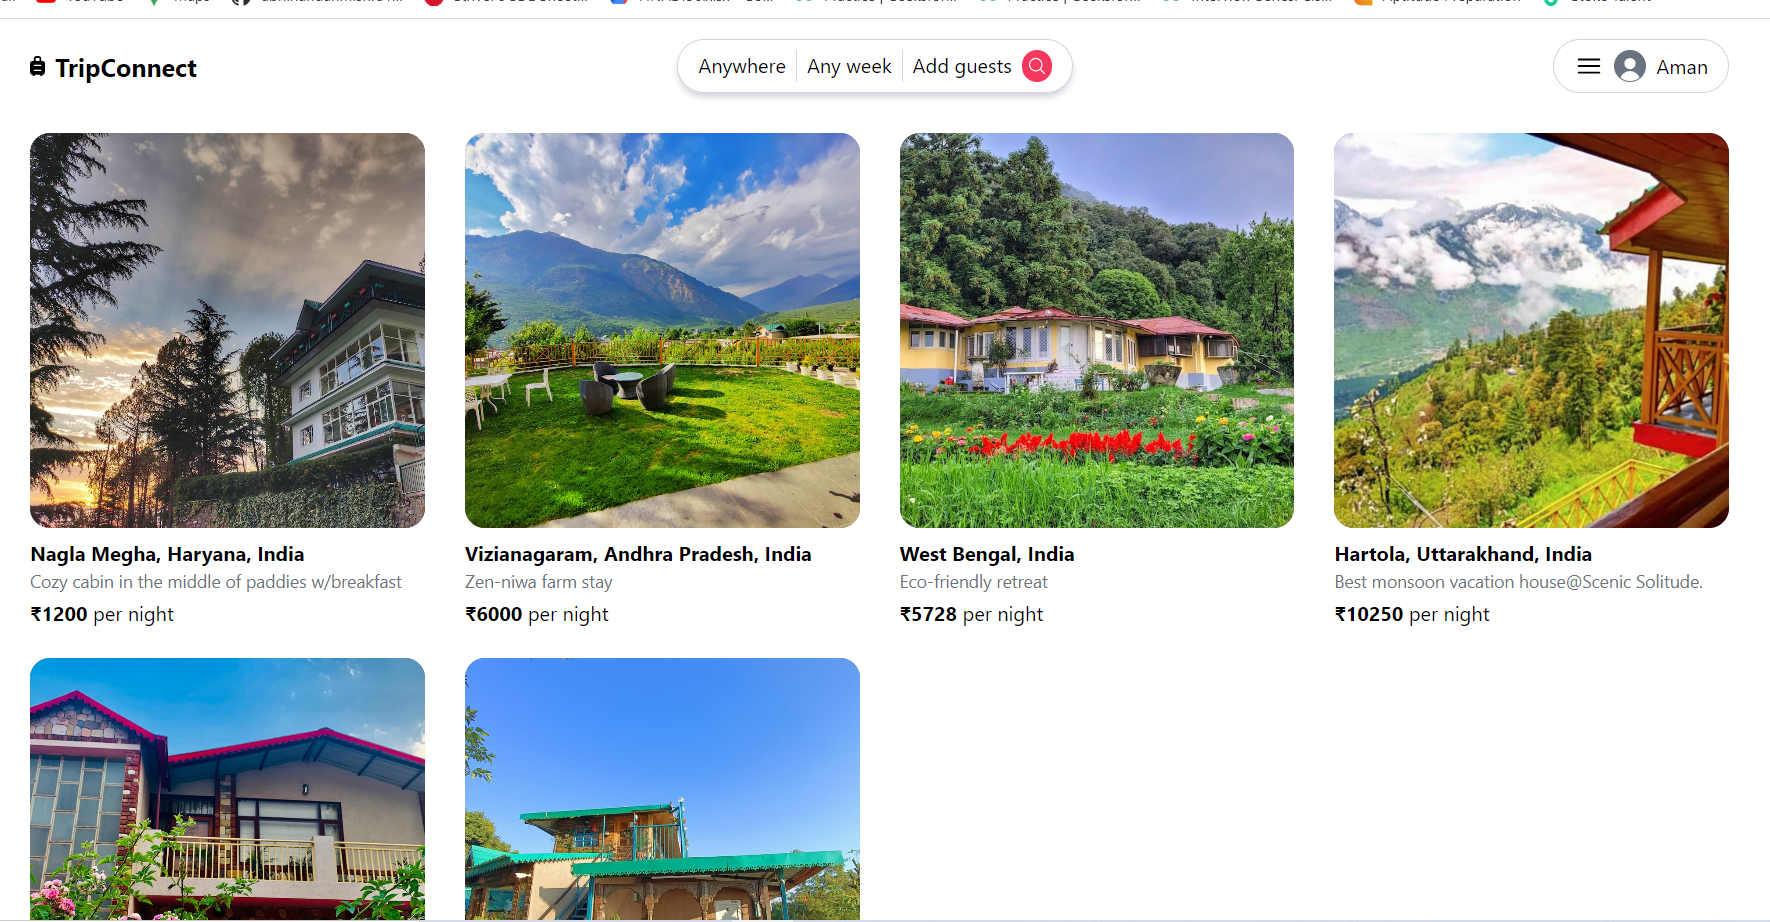 TripConnect
Anywhere Any week Add guests
Aman
Nagla Megha, Haryana, India
Cozy cabin in the middle of paddies w/breakfast
₹1200 per night
Vizianagaram, Andhra Pradesh, India
Zen-niwa farm stay
₹6000 per night
West Bengal, India
Eco-friendly retreat
₹5728 per night
Hartola, Uttarakhand, India
Best monsoon vacation house@Scenic Solitude.
₹10250 per night